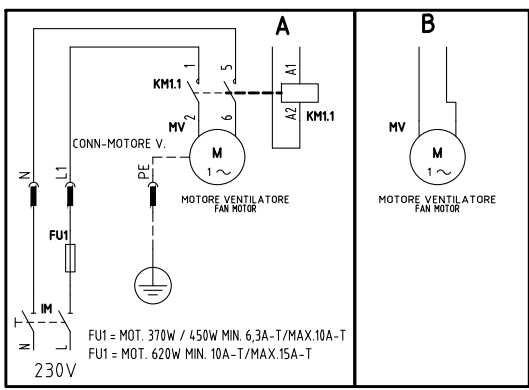 A
B
1
5
A1
KM1.1
A2
KM1.1
2
6
MV
CONN-MOTORE V.
M
1 ~
MOTORE VENTILATORE
FAN MOTOR
MV
M
1 ~
MOTORE VENTILATORE
FAN MOTOR
N
L1
PE
FU1
IM
N
L
230V
FU1 = MOT. 370W / 450W MIN. 6,3A-T/MAX.10A-T
FU1 = MOT. 620W MIN. 10A-T/MAX.15A-T